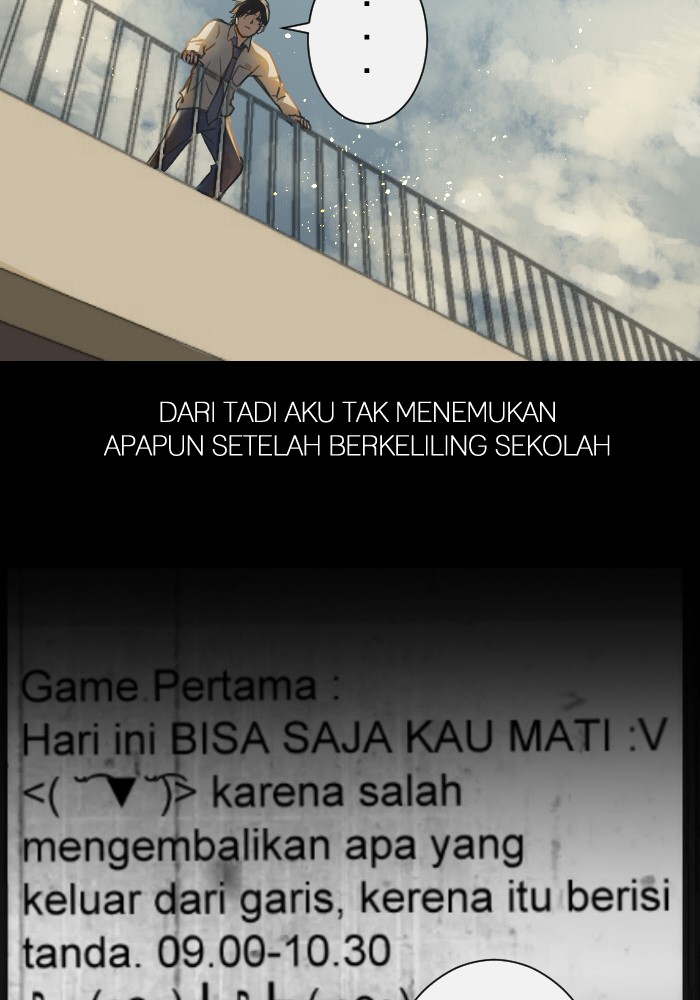 . . .
DARI TADI AKU TAK MENEMUKAN
APAPUN SETELAH BERKELILING SEKOLAH
Game Pertama :
Hari ini BISA SAJA KAU MATI :V
<( ͡ ▼ ͡)> karena salah
mengembalikan apa yang
keluar dari garis, kerena itu berisi
tanda. 09.00-10.30